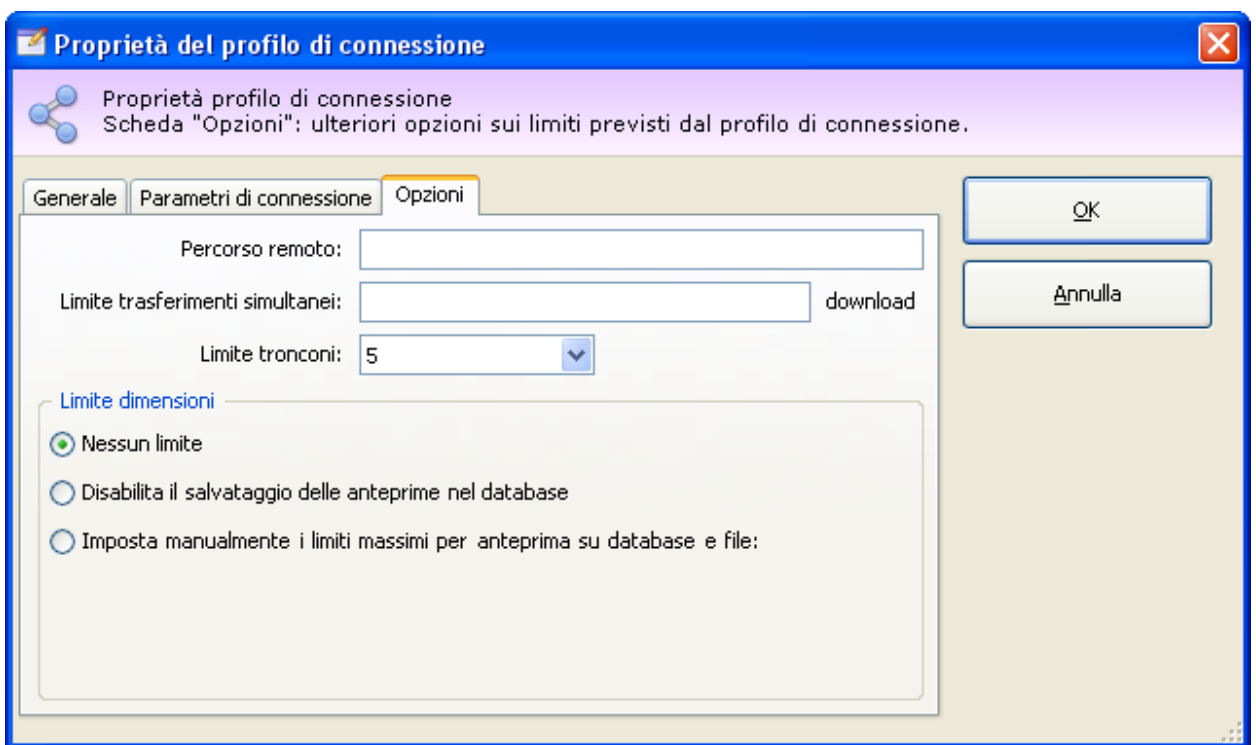 Proprietà del profilo di connessione
Proprietà profilo di connessione
Scheda "Opzioni": ulteriori opzioni sui limiti previsti dal profilo di connessione.
Generale
Parametri di connessione
Opzioni
OK
Percorso remoto:
Limite trasferimenti simultanei:
download
Annulla
Limite tronconi:
5
Limite dimensioni
Nessun limite
Disabilita il salvataggio delle anteprime nel database
Imposta manualmente i limiti massimi per anteprima su database e file: